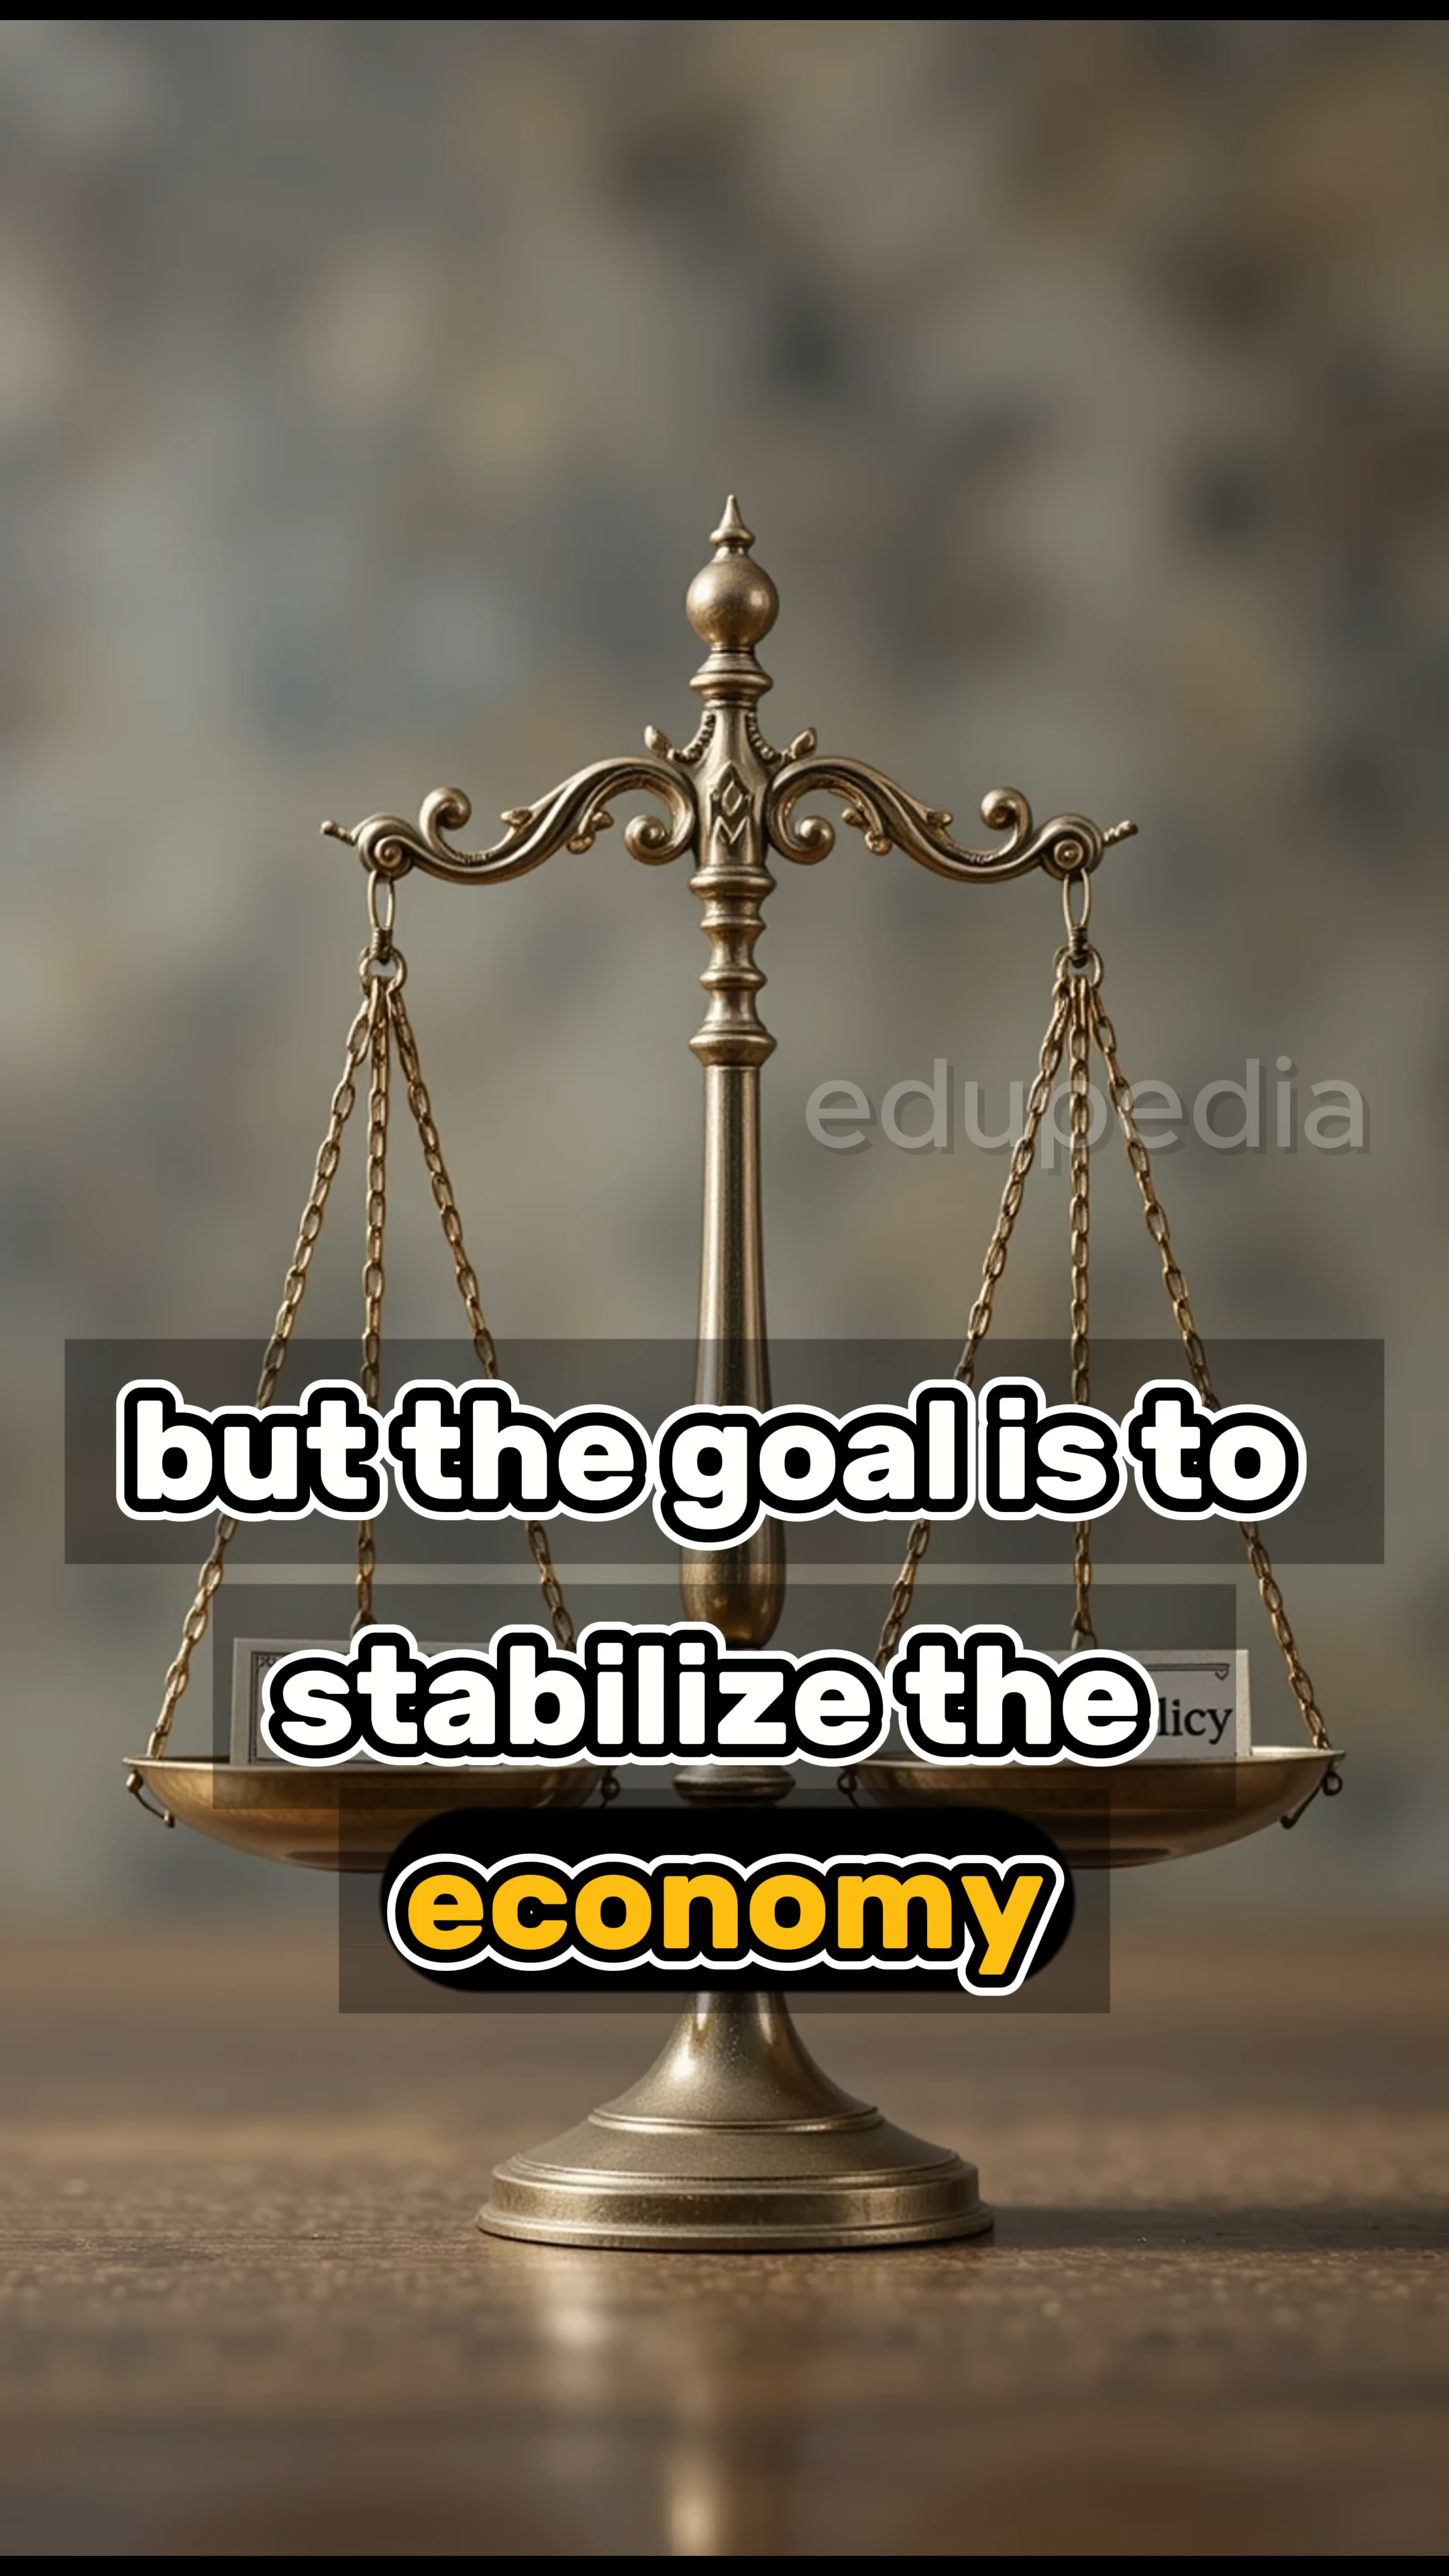 edupedia
but the goal is to
stabilize the
licy
economy